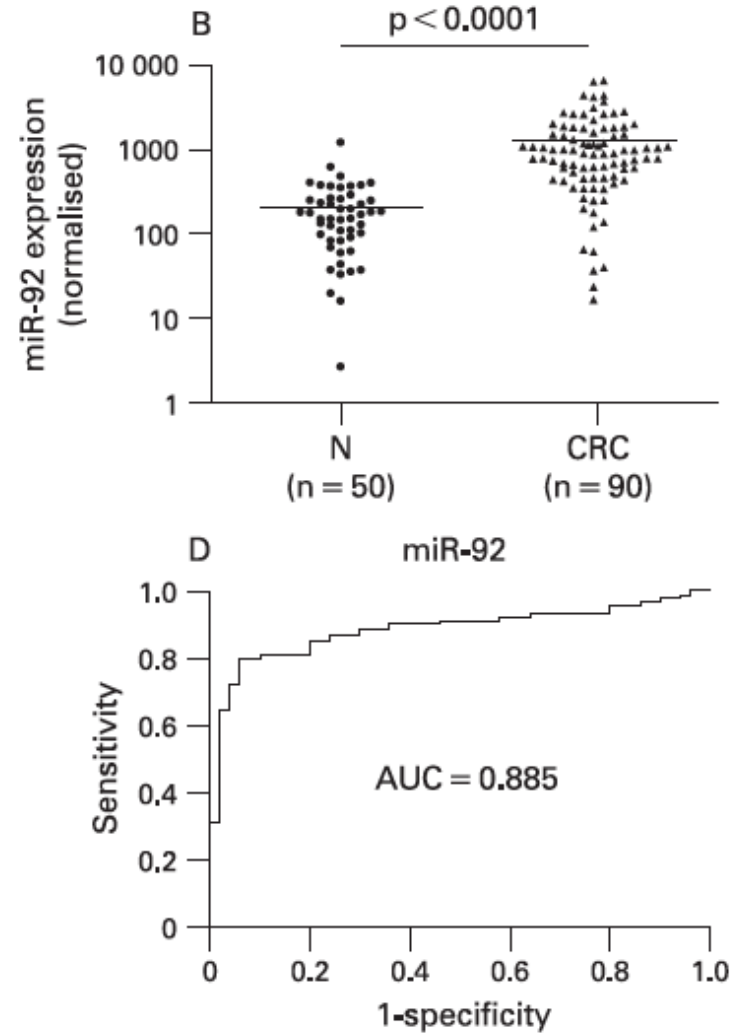 B
p < 0.0001
10 000
1000
100
10
1
miR-92 expression
(normalised)
N
(n = 50)
CRC
(n = 90)
D
miR-92
1.0
0.8
0.6
0.4
0.2
0
Sensitivity
AUC = 0.885
0 0.2 0.4 0.6 0.8 1.0
1-specificity